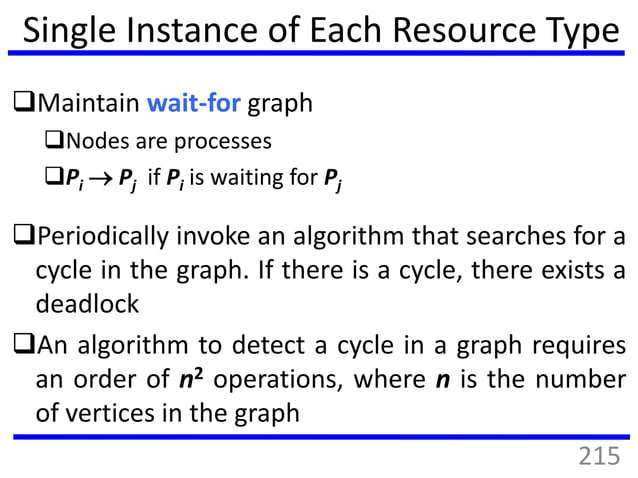 Single Instance of Each Resource Type
❑Maintain wait-for graph
❑Nodes are processes
❑Pi → Pj if Pi is waiting for Pj
❑Periodically invoke an algorithm that searches for a
cycle in the graph. If there is a cycle, there exists a
deadlock
❑An algorithm to detect a cycle in a graph requires
an order of n² operations, where n is the number
of vertices in the graph
215